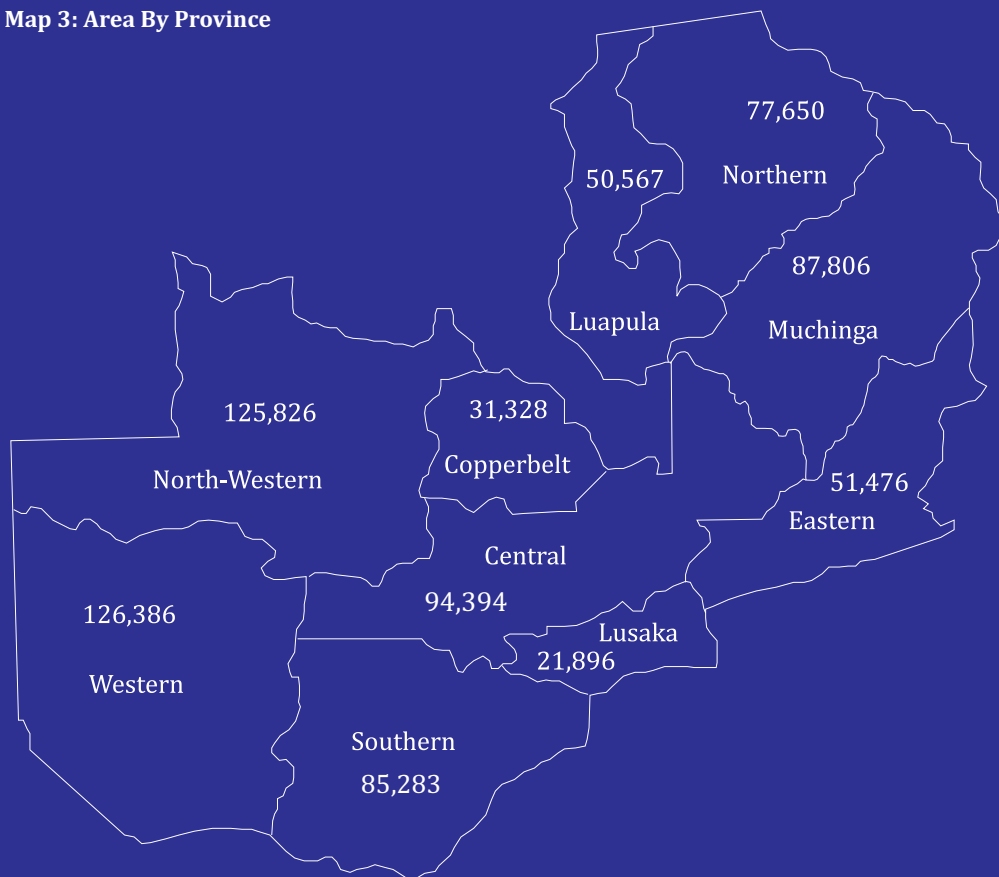 Map 3: Area By Province
77,650
Northern
50,567
Luapula
87,806
Muchinga
125,826
North-Western
31,328
Copperbelt
51,476
Eastern
Central
94,394
126,386
Western
Lusaka
21,896
Southern
85,283